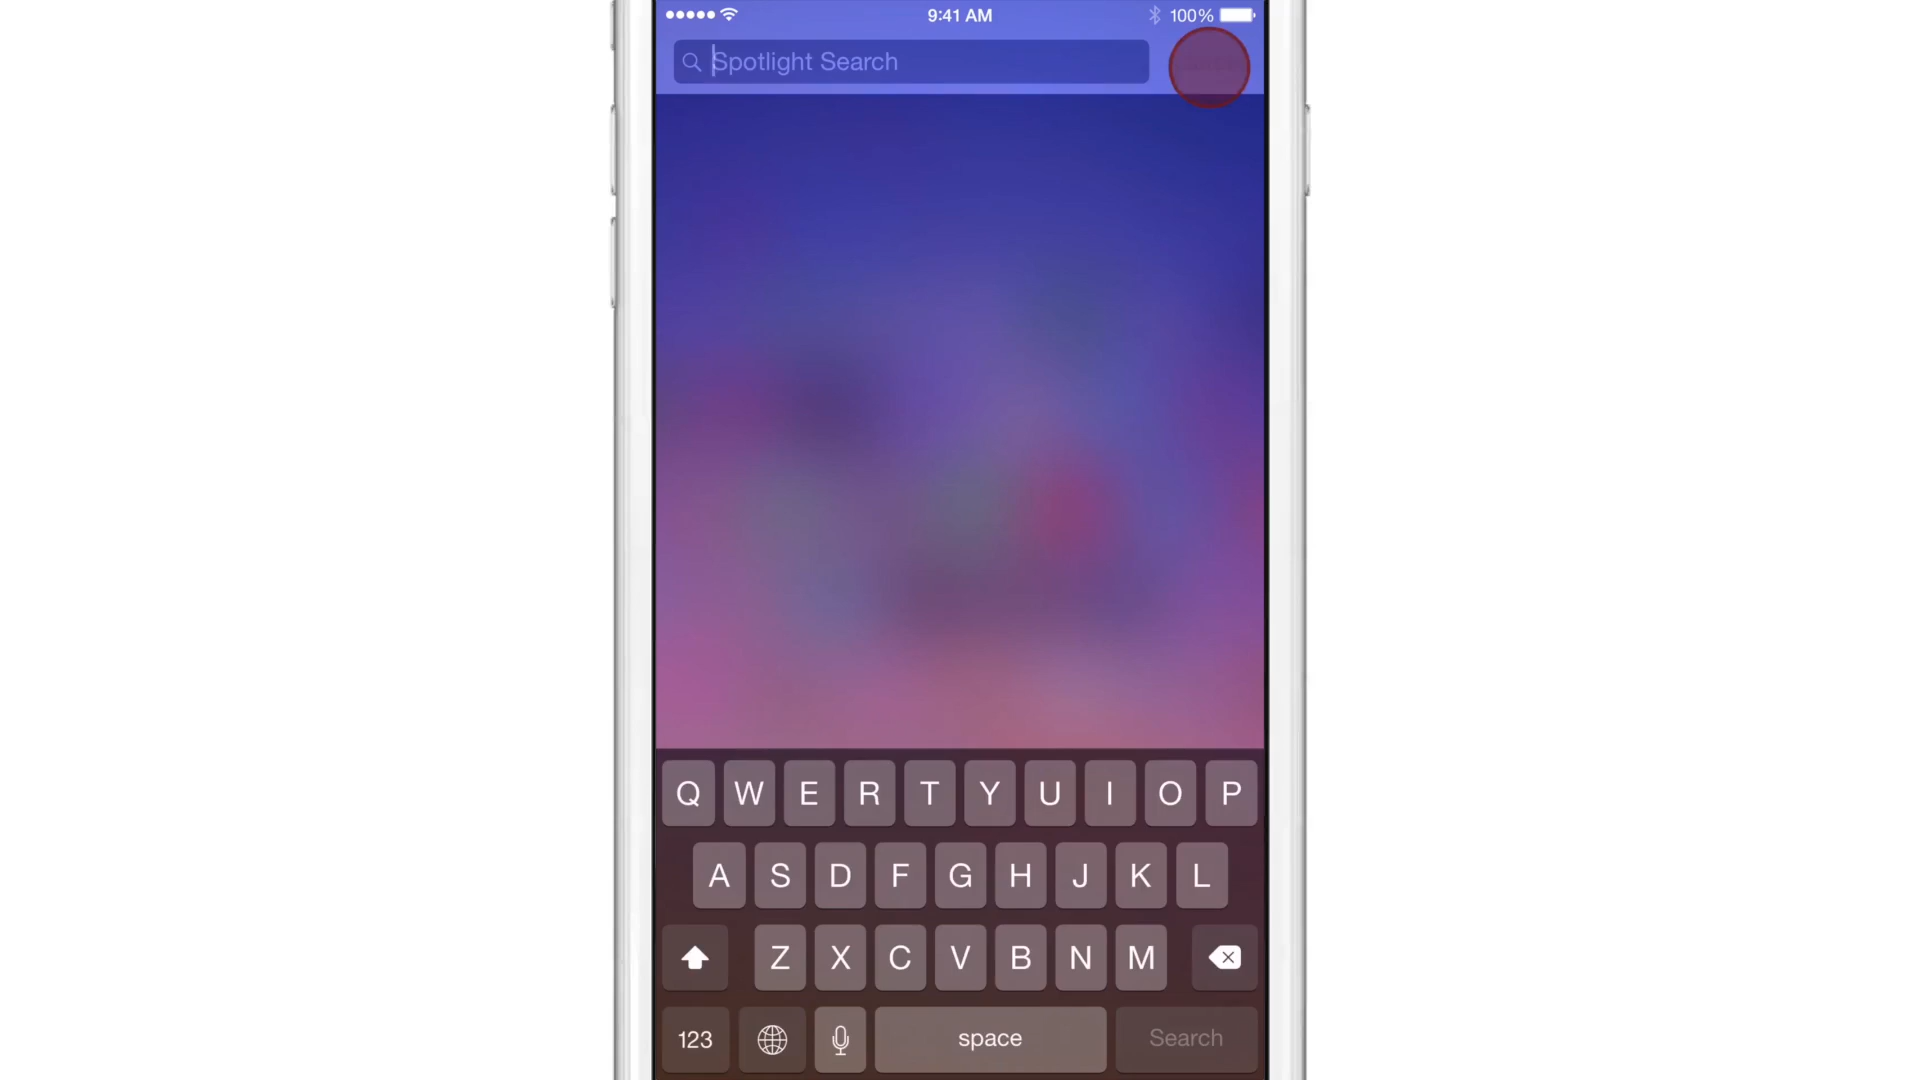 9:41 AM
100%
Spotlight Search
Q W E R T Y U I O P
A S D F G H J K L
Z X C V B N M
123
space
Search